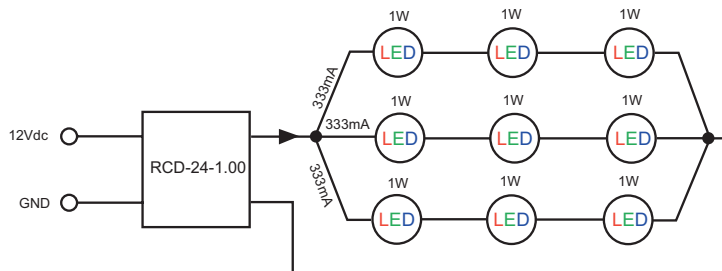 1W 1W 1W
LED LED LED
333mA
1W 1W 1W
12Vdc
333mA
LED LED LED
RCD-24-1.00
333mA
1W 1W 1W
GND
LED LED LED